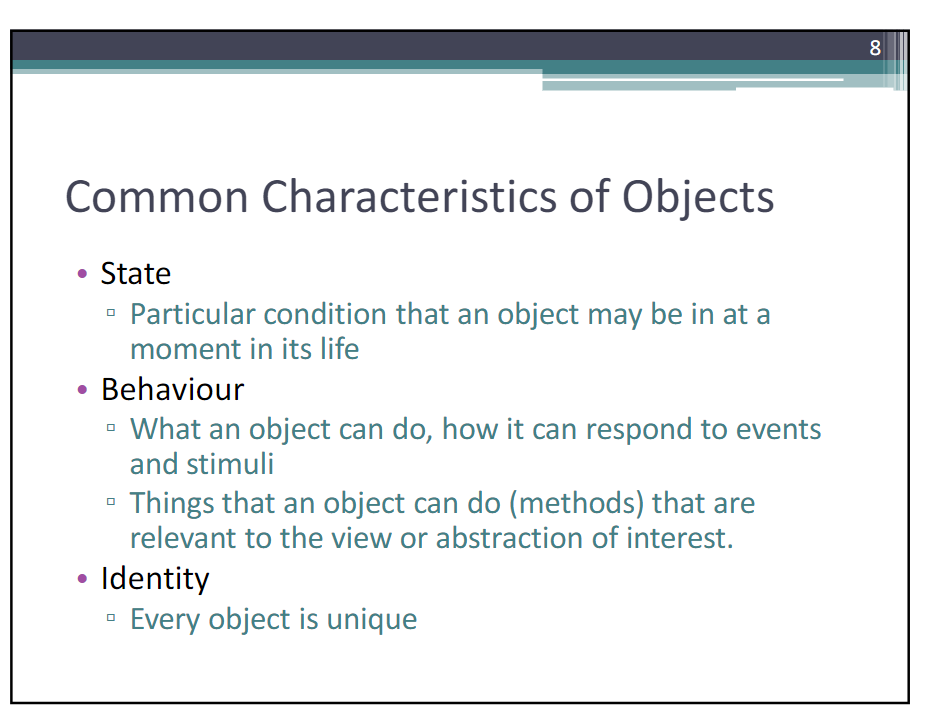 8
Common Characteristics of Objects
• State
▫ Particular condition that an object may be in at a
moment in its life
• Behaviour
▫ What an object can do, how it can respond to events
and stimuli
▫ Things that an object can do (methods) that are
relevant to the view or abstraction of interest.
• Identity
▫ Every object is unique